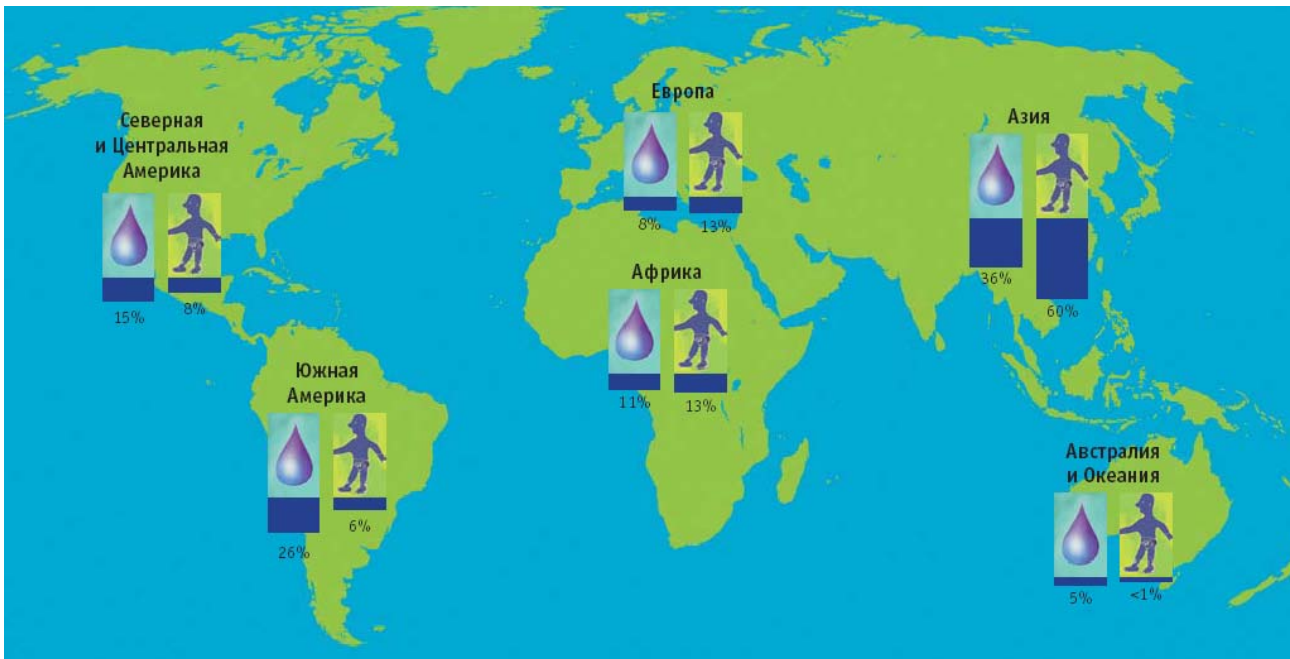 Северная
и Центральная
Америка
15%
8%
Южная
Америка
26%
6%
Европа
8%
13%
Африка
11%
13%
Азия
36%
60%
Австралия
и Океания
5%
<1%